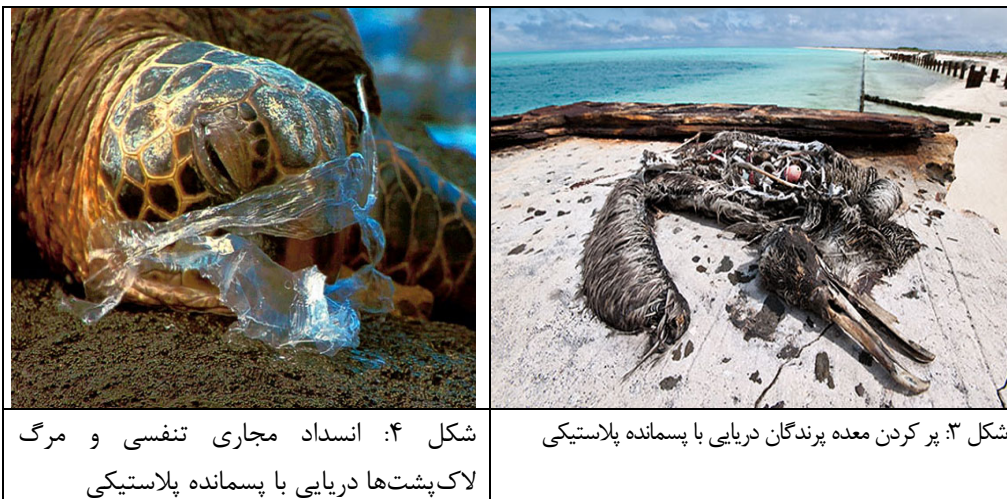 شکل ۳: پر کردن معده پرندگان دریایی با پسمانده پلاستیکی
شکل ۴: انسداد مجاری تنفسی و مرگ
لاک‌پشت‌ها دریایی با پسمانده پلاستیکی